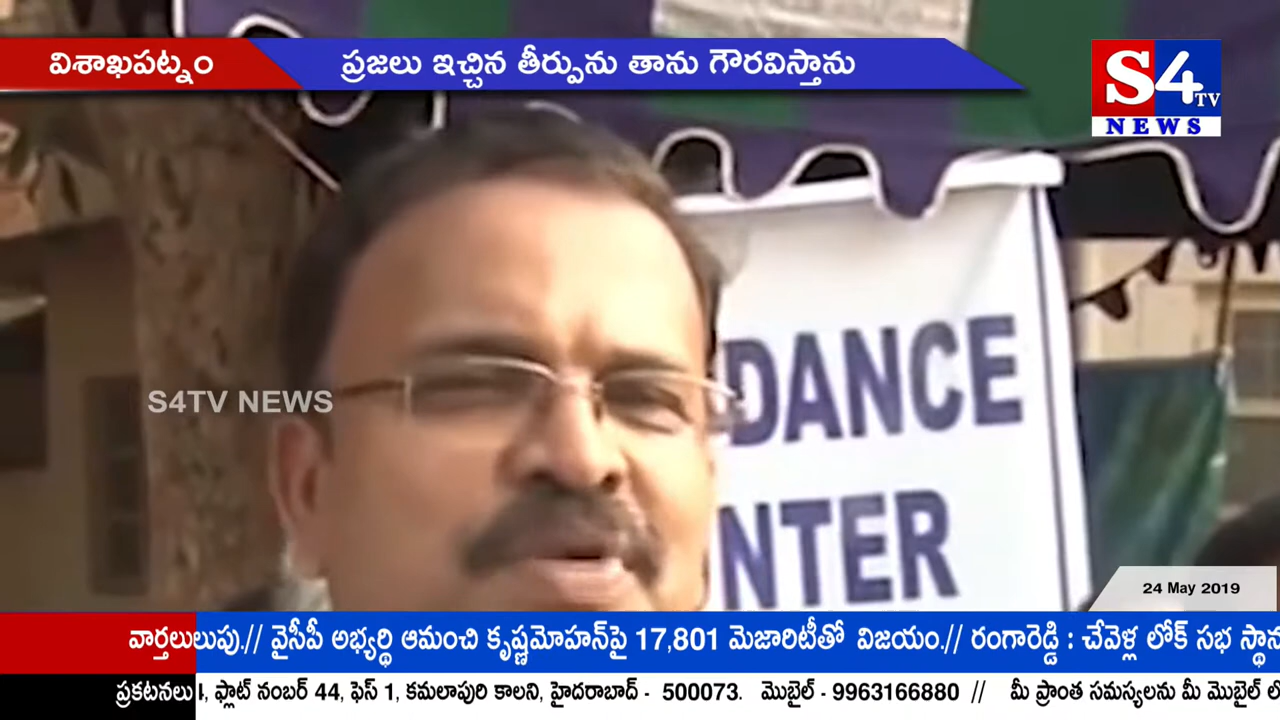 విశాఖపట్నం
ప్రజలు ఇచ్చిన తీర్పును తాను గౌరవిస్తాను
S4 TV
NEWS
DANCE
NTER
S4TV NEWS
24 May 2019
వార్తలు
లుపు.// వైసీపీ అభ్యర్థి ఆమంచి కృష్ణమోహన్‌పై 17,801 మెజారిటీతో విజయం.// రంగారెడ్డి : చేవెళ్ల లోక్ సభ స్థాన
ప్రకటనలు
4, ఫ్లాట్ నంబర్ 44, ఫెస్ 1, కమలాపురి కాలని, హైదరాబాద్ - 500073. మొబైల్ - 9963166880 // మీ ప్రాంత సమస్యలను మీ మొబైల్